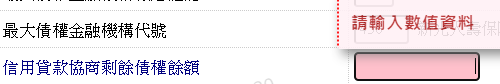 最大債權金融機構代號
請輸入數值資料
信用貸款協商剩餘債權餘額